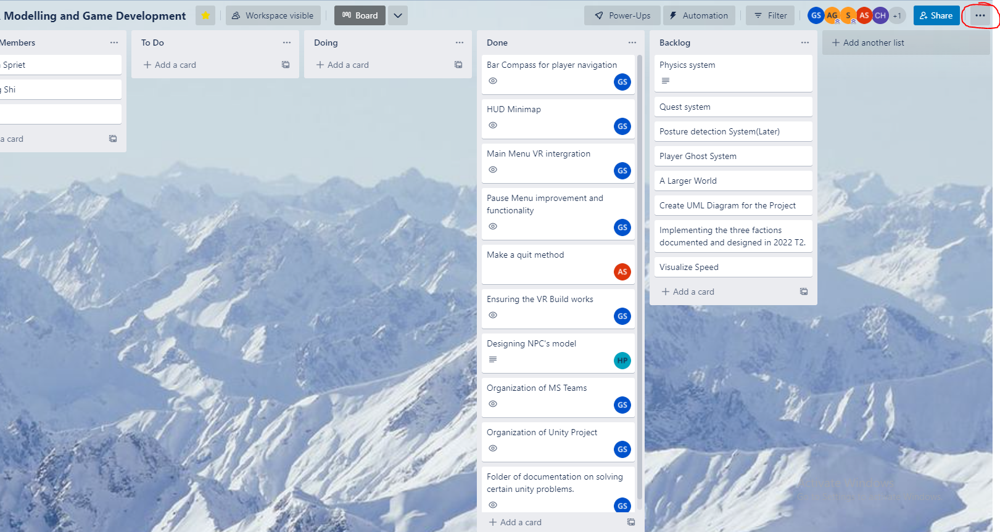 Modelling and Game Development
Workspace visible
Board
Power-Ups
Automation
Filter
GS
AG
S
AS
CH
+1
Share
Members
Spriet
Shi
a card
To Do
Add a card
Doing
Add a card
Done
Bar Compass for player navigation
GS
HUD Minimap
GS
Main Menu VR intergration
GS
Pause Menu improvement and
functionality
GS
Make a quit method
AS
Ensuring the VR Build works
GS
Designing NPC's model
HP
Organization of MS Teams
GS
Organization of Unity Project
GS
Folder of documentation on solving
certain unity problems.
GS
Add a card
Backlog
Physics system
Quest system
Posture detection System(Later)
Player Ghost System
A Larger World
Create UML Diagram for the Project
Implementing the three factions
documented and designed in 2022 T2.
Visualize Speed
Add a card
Add another list
Activate Windows
Windows.